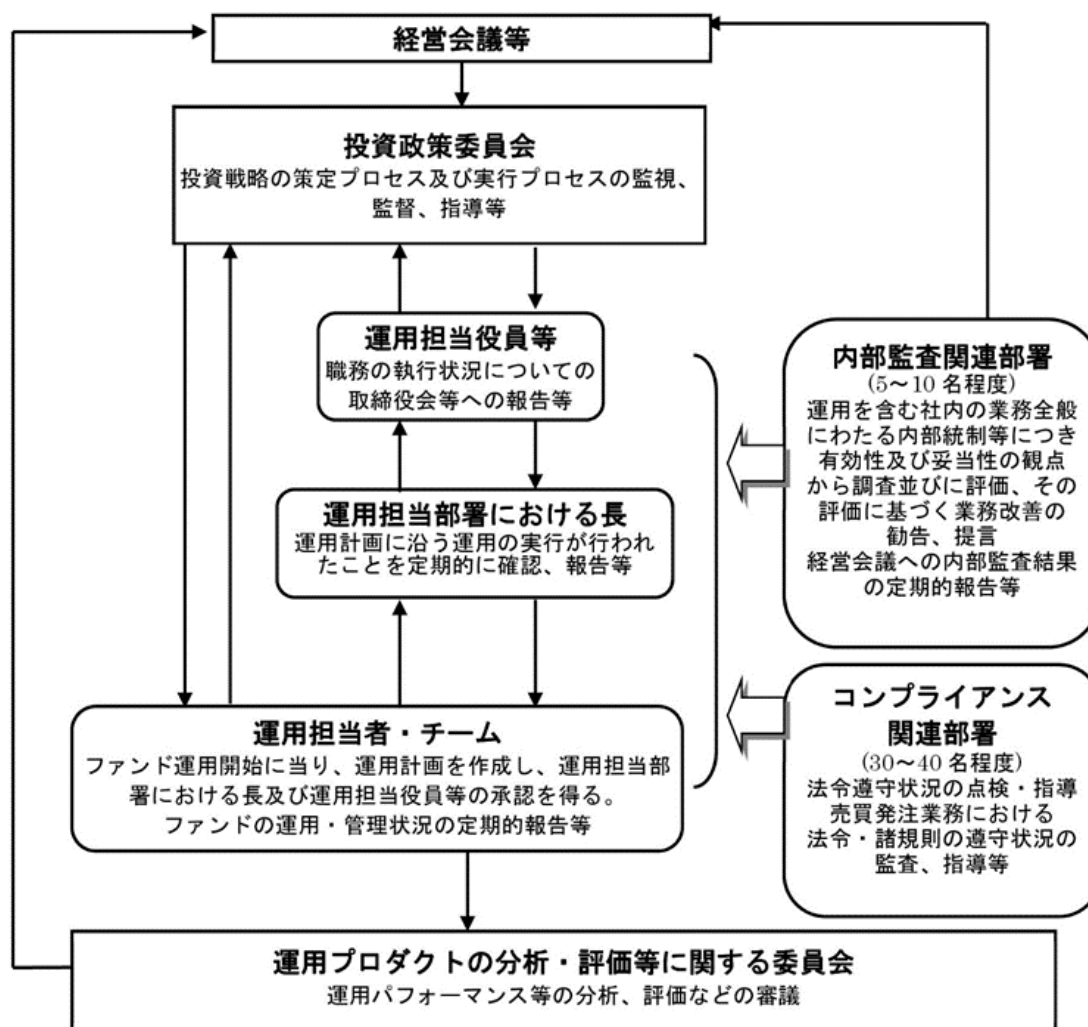 経営会議等
投資政策委員会
投資戦略の策定プロセス及び実行プロセスの監視、
監督、指導等
運用担当役員等
職務の執行状況についての
取締役会等への報告等
運用担当部署における長
運用計画に沿う運用の実行が行われ
たことを定期的に確認、報告等
運用担当者・チーム
ファンド運用開始に当り、運用計画を作成し、運用担当部
署における長及び運用担当役員等の承認を得る。
ファンドの運用・管理状況の定期的報告等
内部監査関連部署
(5～10 名程度)
運用を含む社内の業務全般
にわたる内部統制等につき
有効性及び妥当性の観点
から調査並びに評価、その
評価に基づく業務改善の
勧告、提言
経営会議への内部監査結果
の定期的報告等
コンプライアンス
関連部署
(30～40 名程度)
法令遵守状況の点検・指導
売買発注業務における
法令・諸規則の遵守状況の
監査、指導等
運用プロダクトの分析・評価等に関する委員会
運用パフォーマンス等の分析、評価などの審議